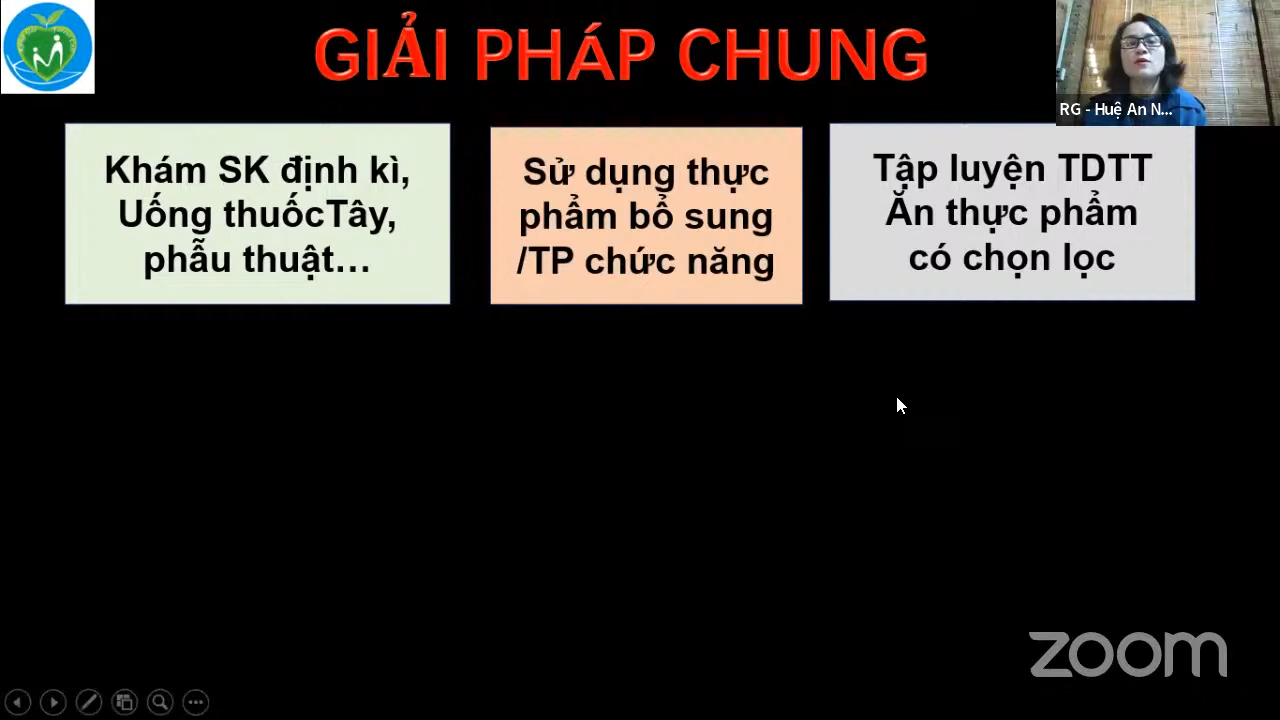 GIẢI PHÁP CHUNG
RG - Huệ An N...
Khám SK định kì,
Uống thuốcTây,
phẫu thuật...
Sử dụng thực
phẩm bổ sung
/TP chức năng
Tập luyện TDTT
Ăn thực phẩm
có chọn lọc
zoom